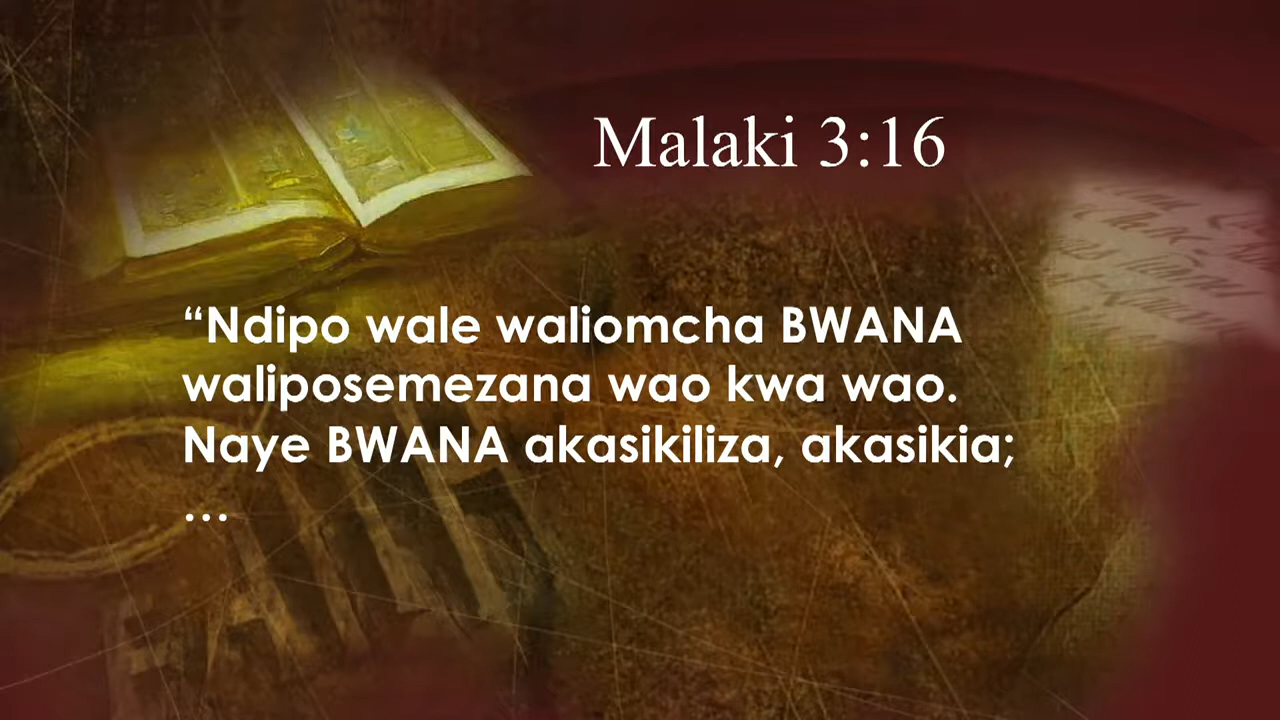 Malaki 3:16
“Ndipo wale waliomcha BWANA
waliposemezana wao kwa wao.
Naye BWANA akasikiliza, akasikia;
…